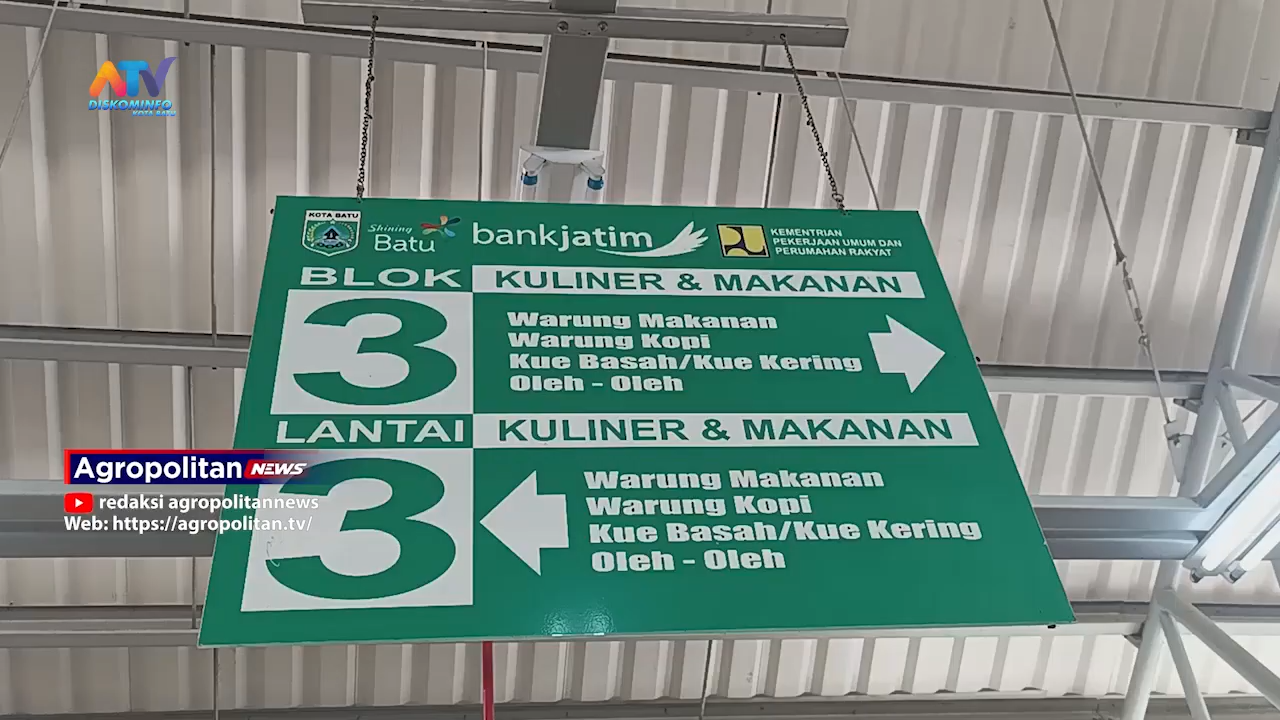 ATV
DISKOMINFO
KOTA BATU
KOTA BATU
Shining
Batu
bankjatim
KEMENTRIAN
PEKERJAAN UMUM DAN
PERUMAHAN RAKYAT
BLOK
KULINER & MAKANAN
3
Warung Makanan
Warung Kopi
Kue Basah/Kue Kering
Oleh - Oleh
LANTAI
KULINER & MAKANAN
3
Warung Makanan
Warung Kopi
Kue Basah/Kue Kering
Oleh - Oleh
Agropolitan NEWS
redaksi agropolitannews
Web: https://agropolitan.tv/